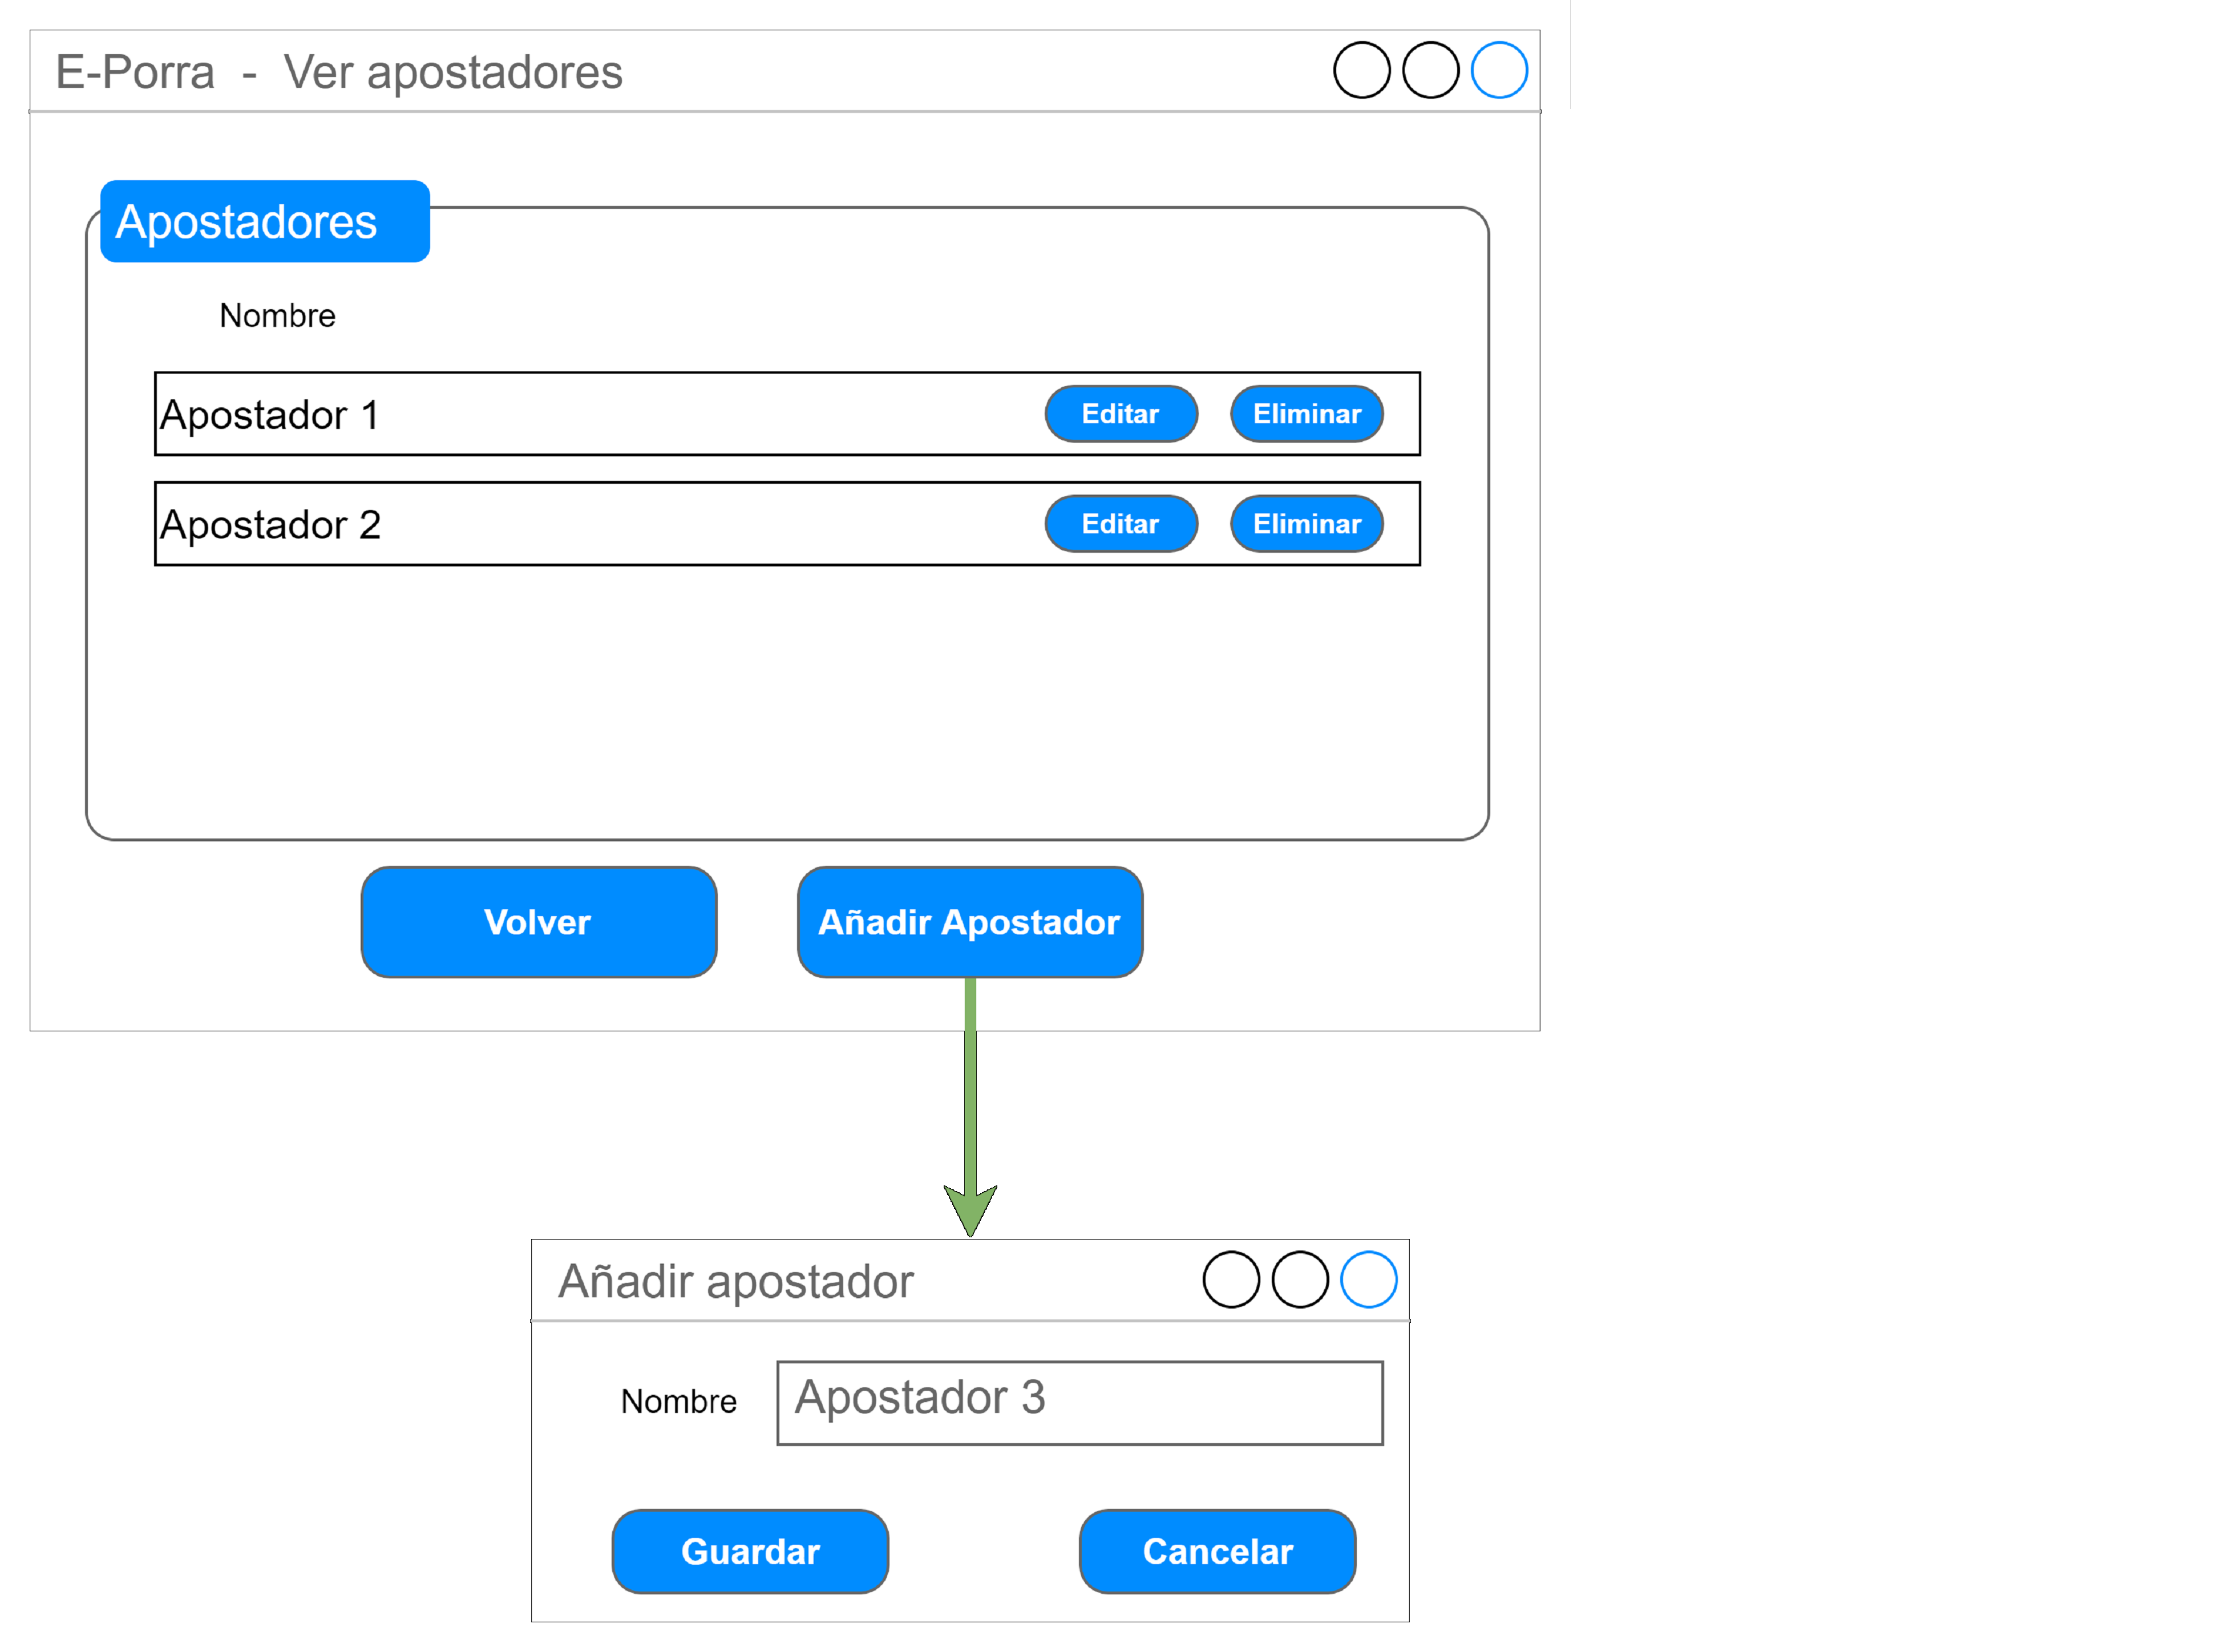 E-Porra - Ver apostadores
Apostadores
Nombre
Apostador 1 Editar Eliminar
Apostador 2 Editar Eliminar
Volver Añadir Apostador
Añadir apostador
Nombre Apostador 3
Guardar Cancelar